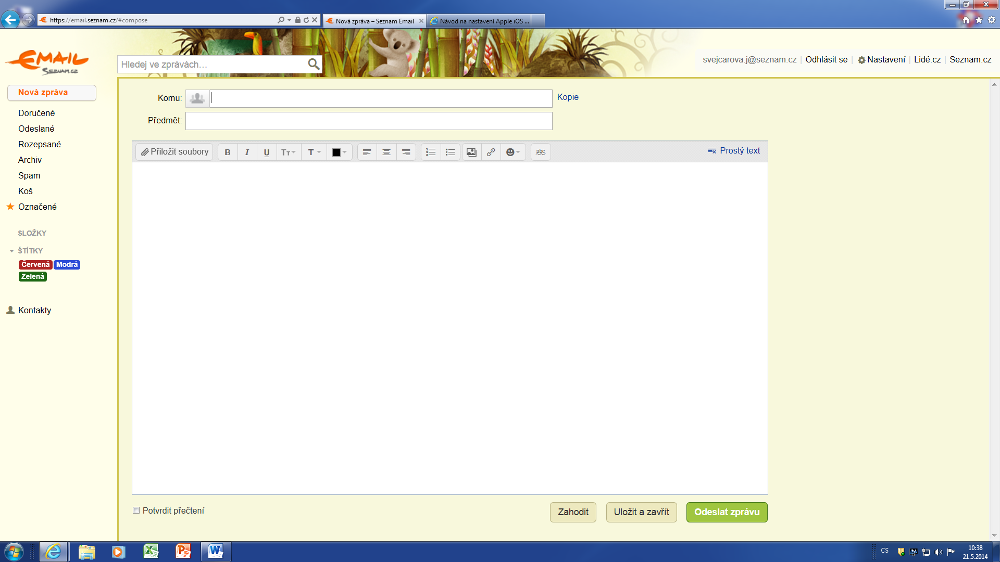 https://email.seznam.cz/#compose
Nová zpráva – Seznam Email
Návod na nastavení Apple iOS ...
EMAIL
SEZNAM.CZ
Hledej ve zprávách...
svejcarova.j@seznam.cz | Odhlásit se | Nastavení | Lidé.cz | Seznam.cz
Nová zpráva
Doručené
Odeslané
Rozepsané
Archiv
Spam
Koš
Označené
SLOŽKY
ŠTÍTKY
Červená Modrá
Zelená
Kontakty
Komu:
Kopie
Předmět:
Přiložit soubory B I U TT T abc Prostý text
Potvrdit přečtení
Zahodit
Uložit a zavřít
Odeslat zprávu
CS
10:38
21.5.2014